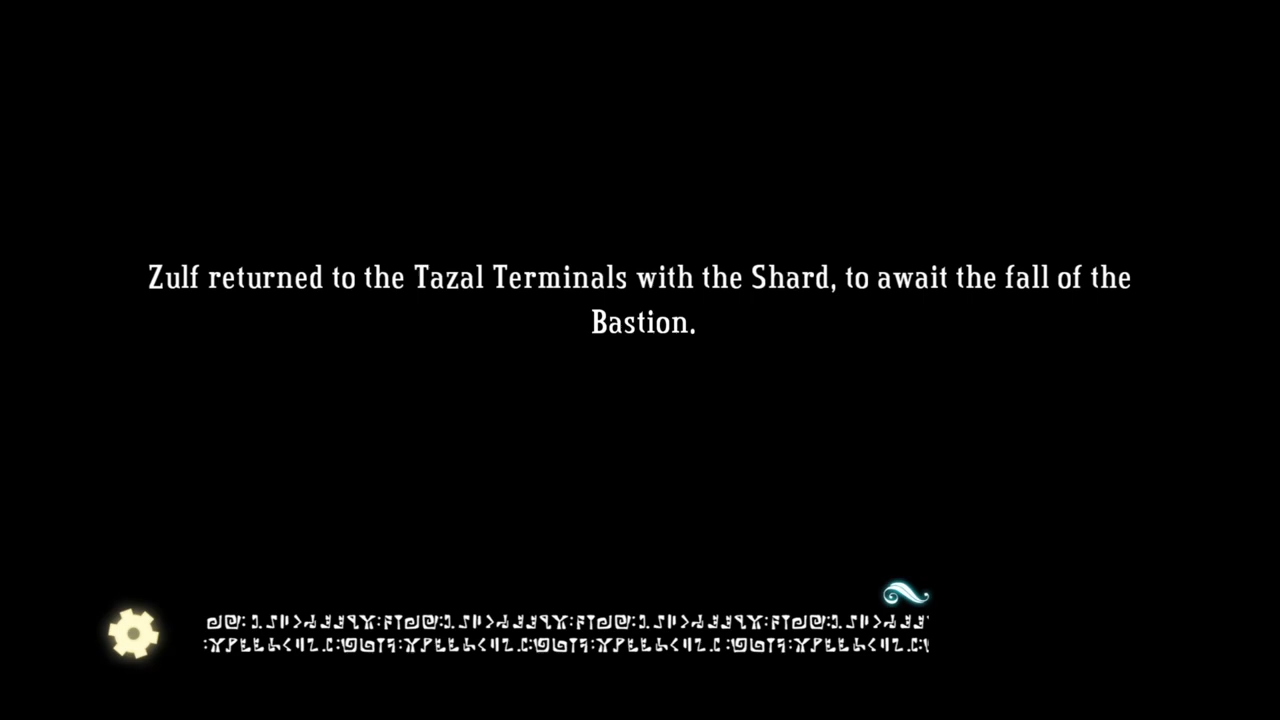 Zulf returned to the Tazal Terminals with the Shard, to await the fall of the
Bastion.